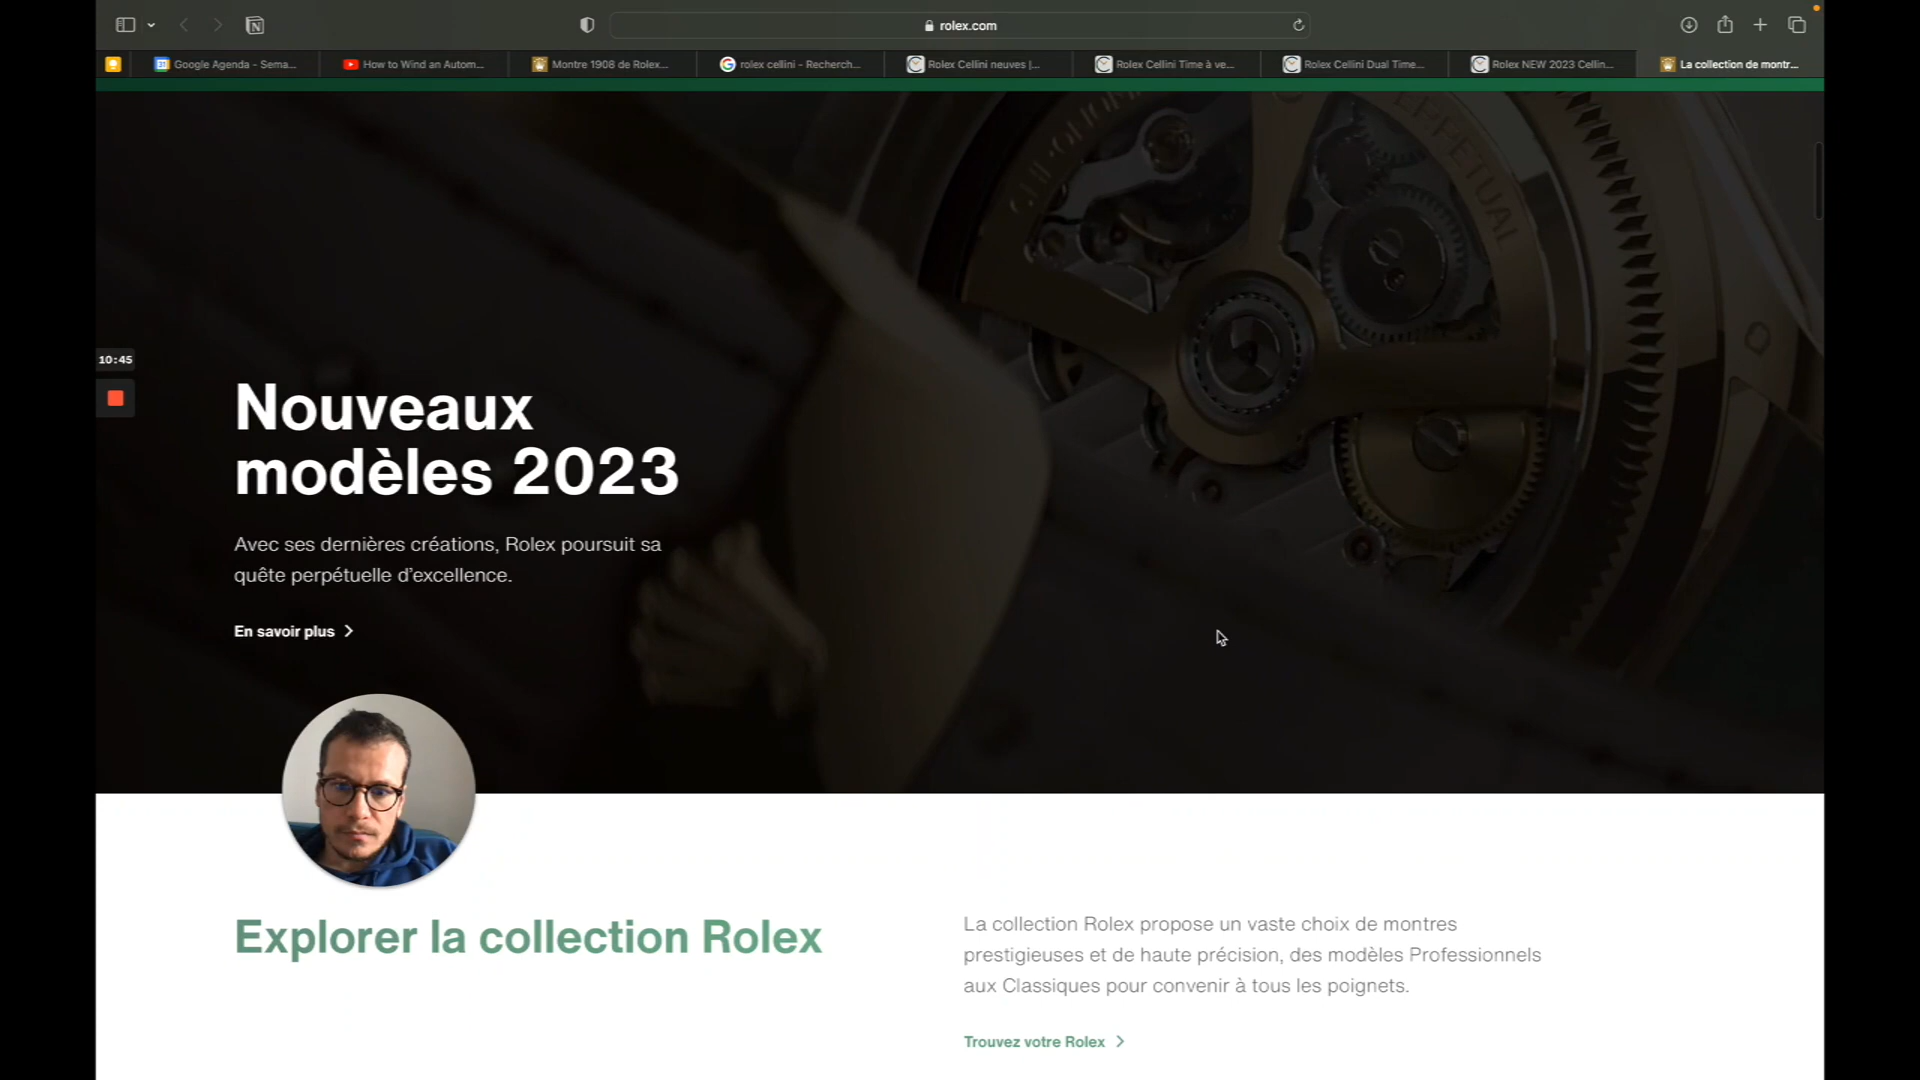 rolex.com
Google Agenda - Sema...
How to Wind an Autom...
Montre 1908 de Rolex...
rolex cellini - Recherch...
Rolex Cellini neuves |...
Rolex Cellini Time à ve...
Rolex Cellini Dual Time...
Rolex NEW 2023 Cellin...
La collection de montr...
PERPETUAL
10:45
Nouveaux
modèles 2023
Avec ses dernières créations, Rolex poursuit sa
quête perpétuelle d’excellence.
En savoir plus
Explorer la collection Rolex
La collection Rolex propose un vaste choix de montres
prestigieuses et de haute précision, des modèles Professionnels
aux Classiques pour convenir à tous les poignets.
Trouvez votre Rolex